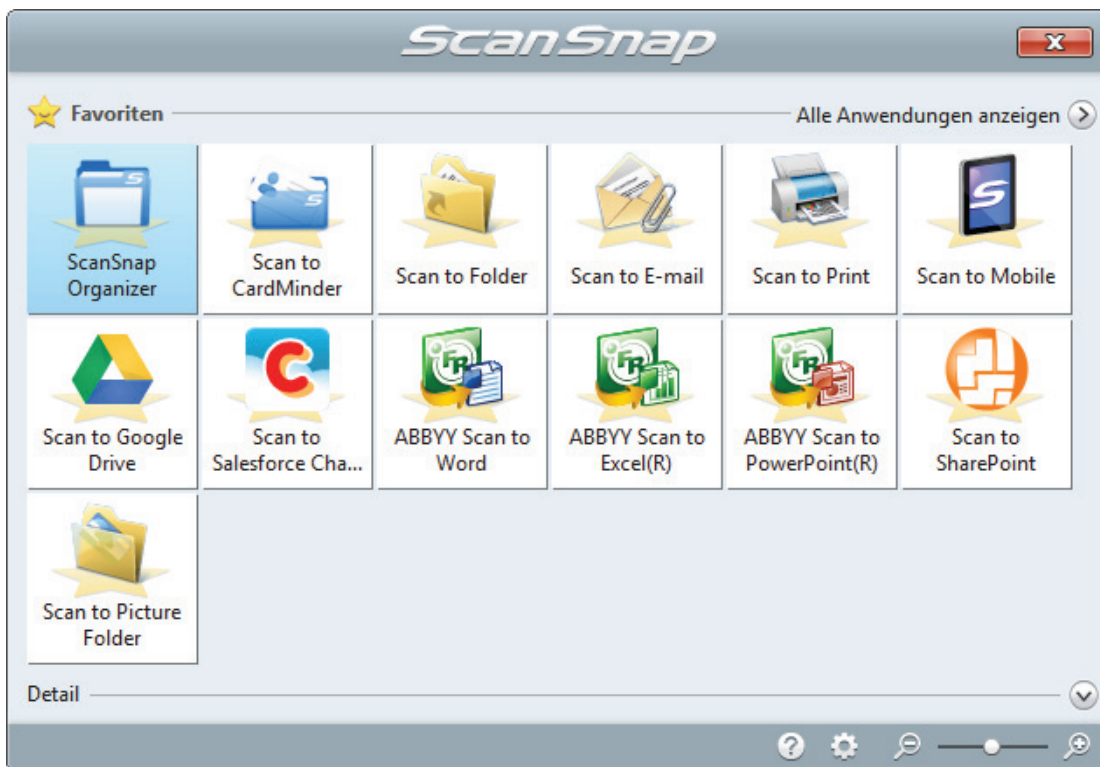 ScanSnap
Favoriten
Alle Anwendungen anzeigen
ScanSnap
Organizer
Scan to
CardMinder
Scan to Folder
Scan to E-mail
Scan to Print
Scan to Mobile
Scan to Google
Drive
Scan to
Salesforce Cha...
ABBYY Scan to
Word
ABBYY Scan to
Excel(R)
ABBYY Scan to
PowerPoint(R)
Scan to
SharePoint
Scan to Picture
Folder
Detail